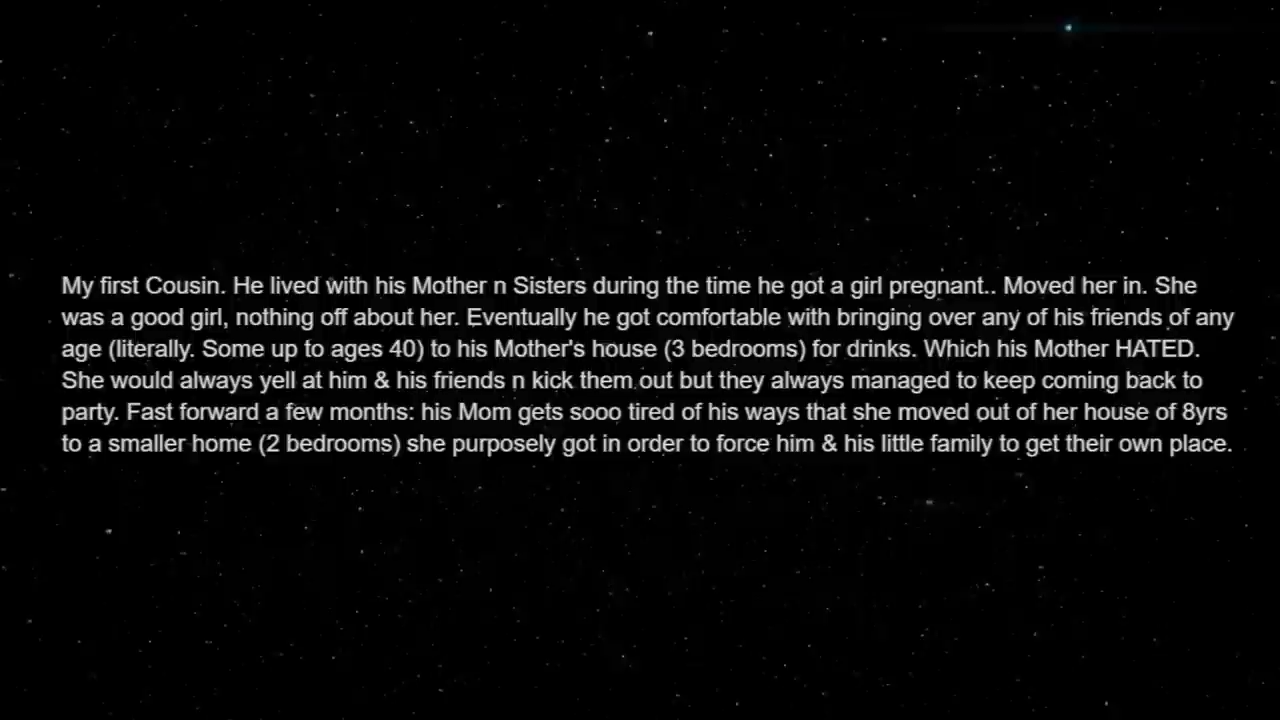 My first Cousin. He lived with his Mother n Sisters during the time he got a girl pregnant.. Moved her in. She
was a good girl, nothing off about her. Eventually he got comfortable with bringing over any of his friends of any
age (literally. Some up to ages 40) to his Mother's house (3 bedrooms) for drinks. Which his Mother HATED.
She would always yell at him & his friends n kick them out but they always managed to keep coming back to
party. Fast forward a few months: his Mom gets sooo tired of his ways that she moved out of her house of 8yrs
to a smaller home (2 bedrooms) she purposely got in order to force him & his little family to get their own place.